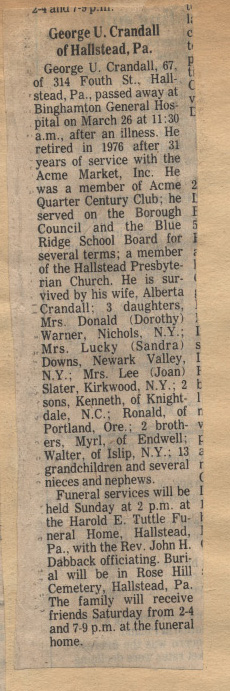 2-4 and 7-9 p.m.
George U. Crandall
of Hallstead, Pa.
George U. Crandall, 67,
of 314 Fouth St., Hall-
stead, Pa., passed away at
Binghamton General Hos-
pital on March 26 at 11:30
a.m., after an illness. He
retired in 1976 after 31
years of service with the
Acme Market, Inc. He
was a member of Acme
Quarter Century Club; he
served on the Borough
Council and the Blue
Ridge School Board for
several terms; a member
of the Hallstead Presbyte-
rian Church. He is sur-
vived by his wife, Alberta
Crandall; 3 daughters,
Mrs. Donald (Dorothy)
Warner, Nichols, N.Y.;
Mrs. Lucky (Sandra)
Downs, Newark Valley,
N.Y.; Mrs. Lee (Joan)
Slater, Kirkwood, N.Y.; 2
sons, Kenneth, of Knight-
dale, N.C.; Ronald, of
Portland, Ore.; 2 broth-
ers, Myrl, of Endwell;
Walter, of Islip, N.Y.; 13
grandchildren and several
nieces and nephews.
Funeral services will be
held Sunday at 2 p.m. at
the Harold E. Tuttle Fu-
neral Home, Hallstead,
Pa., with the Rev. John H.
Dabback officiating. Buri-
al will be in Rose Hill
Cemetery, Hallstead, Pa.
The family will receive
friends Saturday from 2-4
and 7-9 p.m. at the funeral
home.